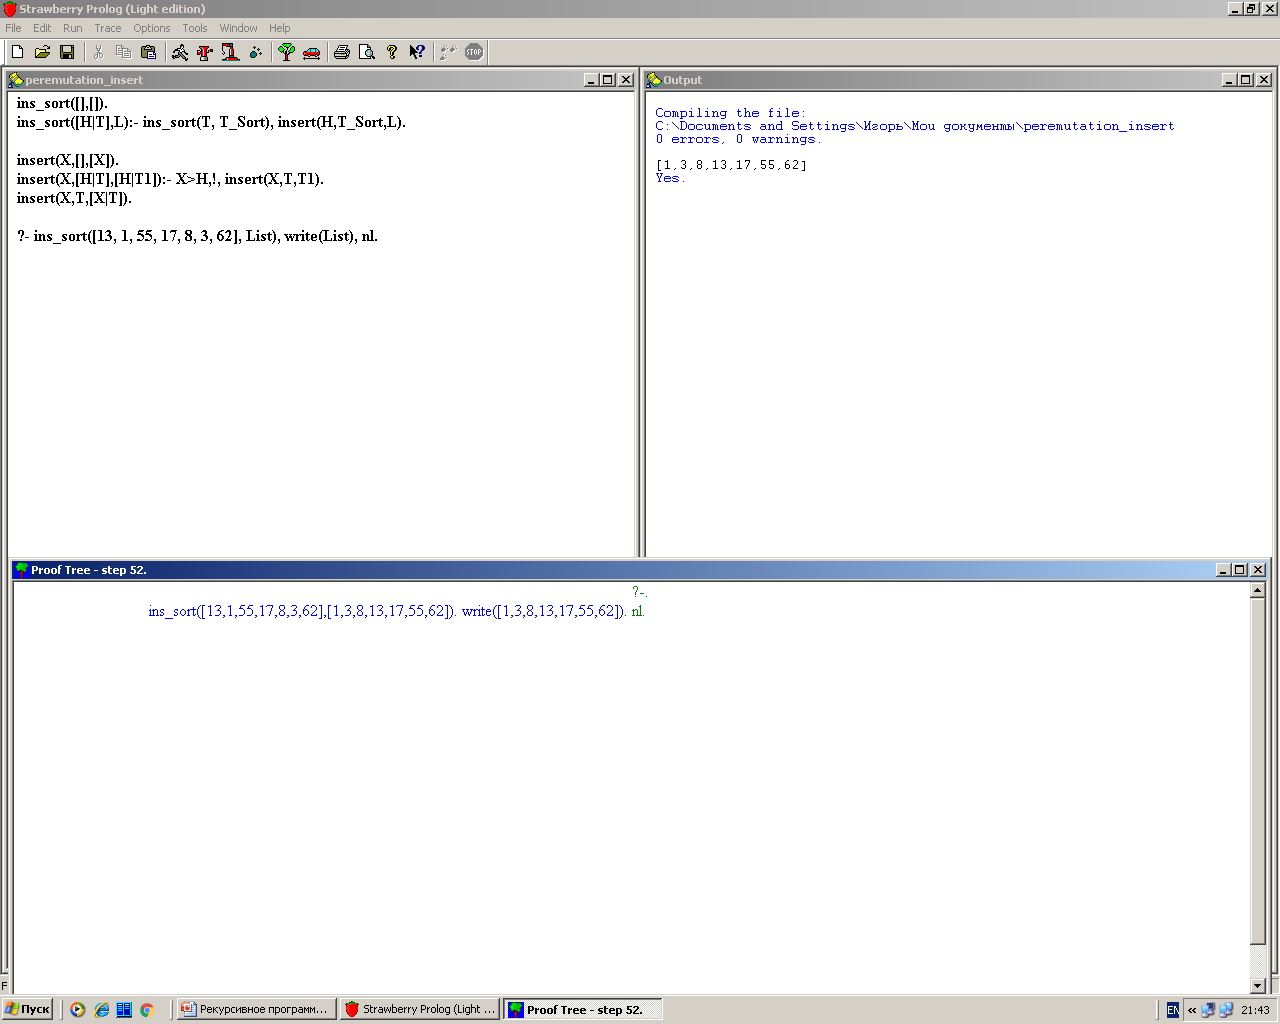 Strawberry Prolog (Light edition)
File Edit Run Trace Options Tools Window Help
STOP
peremutation_insert
ins_sort([],[]).
ins_sort([H|T],L):- ins_sort(T, T_Sort), insert(H,T_Sort,L).
insert(X,[],[X]).
insert(X,[H|T],[H|T1]):- X>H,!, insert(X,T,T1).
insert(X,T,[X|T]).
?- ins_sort([13, 1, 55, 17, 8, 3, 62], List), write(List), nl.
Output
Compiling the file:
C:\Documents and Settings\Игорь\Мои документы\peremutation_insert
0 errors, 0 warnings.
[1,3,8,13,17,55,62]
Yes.
Proof Tree - step 52.
?-.
ins_sort([13,1,55,17,8,3,62],[1,3,8,13,17,55,62]). write([1,3,8,13,17,55,62]). nl.
F
Пуск
Рекурсивное программ...
Strawberry Prolog (Light ...
Proof Tree - step 52.
EN
«
21:43